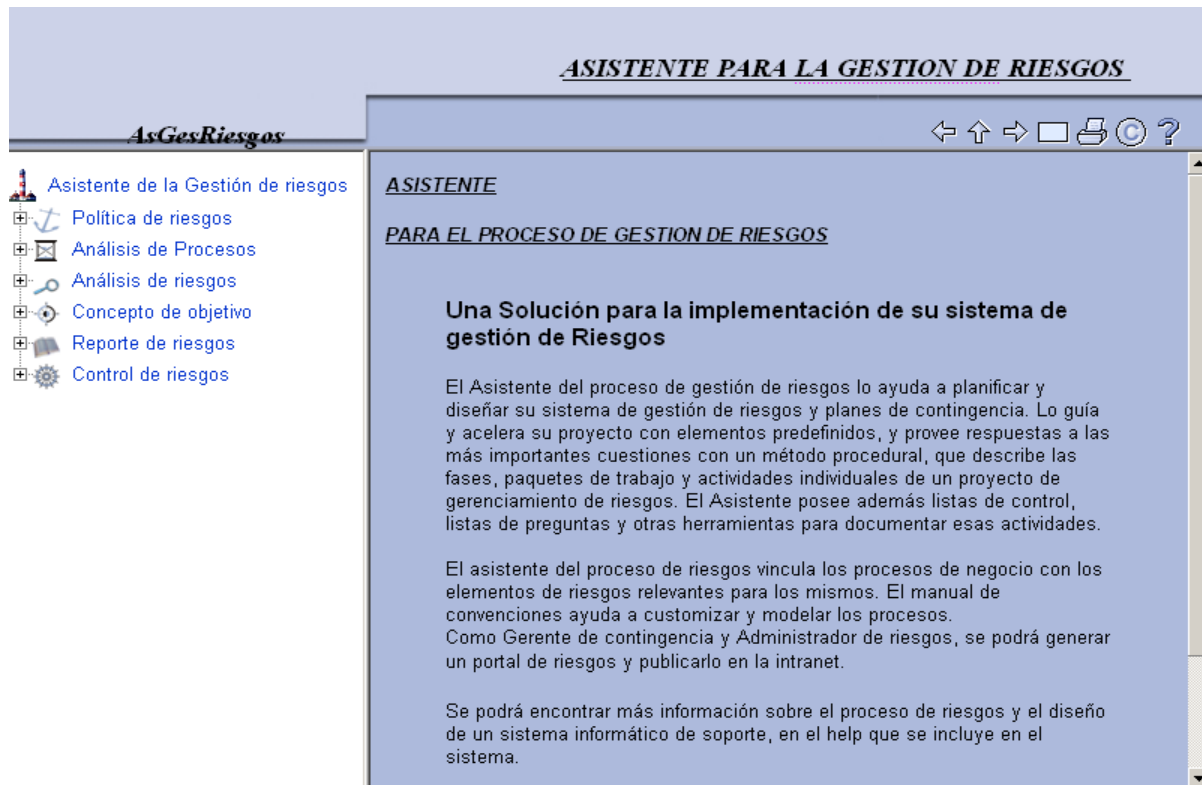 ASISTENTE PARA LA GESTION DE RIESGOS
AsGesRiesgos
©
?
Asistente de la Gestión de riesgos
Política de riesgos
Análisis de Procesos
Análisis de riesgos
Concepto de objetivo
Reporte de riesgos
Control de riesgos
ASISTENTE
PARA EL PROCESO DE GESTION DE RIESGOS
Una Solución para la implementación de su sistema de
gestión de Riesgos
El Asistente del proceso de gestión de riesgos lo ayuda a planificar y
diseñar su sistema de gestión de riesgos y planes de contingencia. Lo guía
y acelera su proyecto con elementos predefinidos, y provee respuestas a las
más importantes cuestiones con un método procedural, que describe las
fases, paquetes de trabajo y actividades individuales de un proyecto de
gerenciamiento de riesgos. El Asistente posee además listas de control,
listas de preguntas y otras herramientas para documentar esas actividades.
El asistente del proceso de riesgos vincula los procesos de negocio con los
elementos de riesgos relevantes para los mismos. El manual de
convenciones ayuda a customizar y modelar los procesos.
Como Gerente de contingencia y Administrador de riesgos, se podrá generar
un portal de riesgos y publicarlo en la intranet.
Se podrá encontrar más información sobre el proceso de riesgos y el diseño
de un sistema informático de soporte, en el help que se incluye en el
sistema.